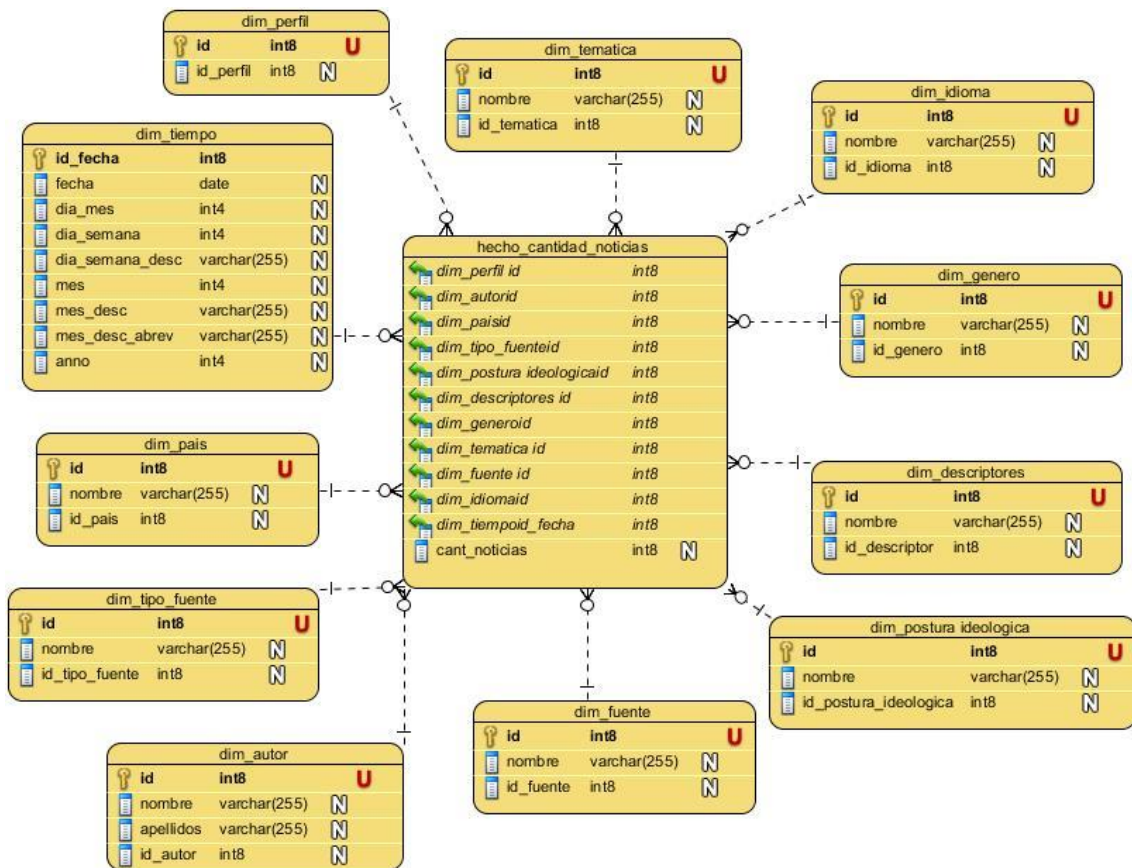 dim_perfil
id int8 U
id_perfil int8 N
dim_tematica
id int8 U
nombre varchar(255) N
id_tematica int8 N
dim_idioma
id int8 U
nombre varchar(255) N
id_idioma int8 N
dim_tiempo
id_fecha int8
fecha date N
dia_mes int4 N
dia_semana int4 N
dia_semana_desc varchar(255) N
mes int4 N
mes_desc varchar(255) N
mes_desc_abrev varchar(255) N
anno int4 N
hecho_cantidad_noticias
dim_perfil id int8
dim_autorid int8
dim_paisid int8
dim_tipo_fuenteid int8
dim_postura ideologicaid int8
dim_descriptores id int8
dim_generoid int8
dim_tematica id int8
dim_fuente id int8
dim_idiomaid int8
dim_tiempoid_fecha int8
cant_noticias int8 N
dim_genero
id int8 U
nombre varchar(255) N
id_genero int8 N
dim_pais
id int8 U
nombre varchar(255) N
id_pais int8 N
dim_descriptores
id int8 U
nombre varchar(255) N
id_descriptor int8 N
dim_tipo_fuente
id int8 U
nombre varchar(255) N
id_tipo_fuente int8 N
dim_postura ideologica
id int8 U
nombre varchar(255) N
id_postura_ideologica int8 N
dim_fuente
id int8 U
nombre varchar(255) N
id_fuente int8 N
dim_autor
id int8 U
nombre varchar(255) N
apellidos varchar(255) N
id_autor int8 N